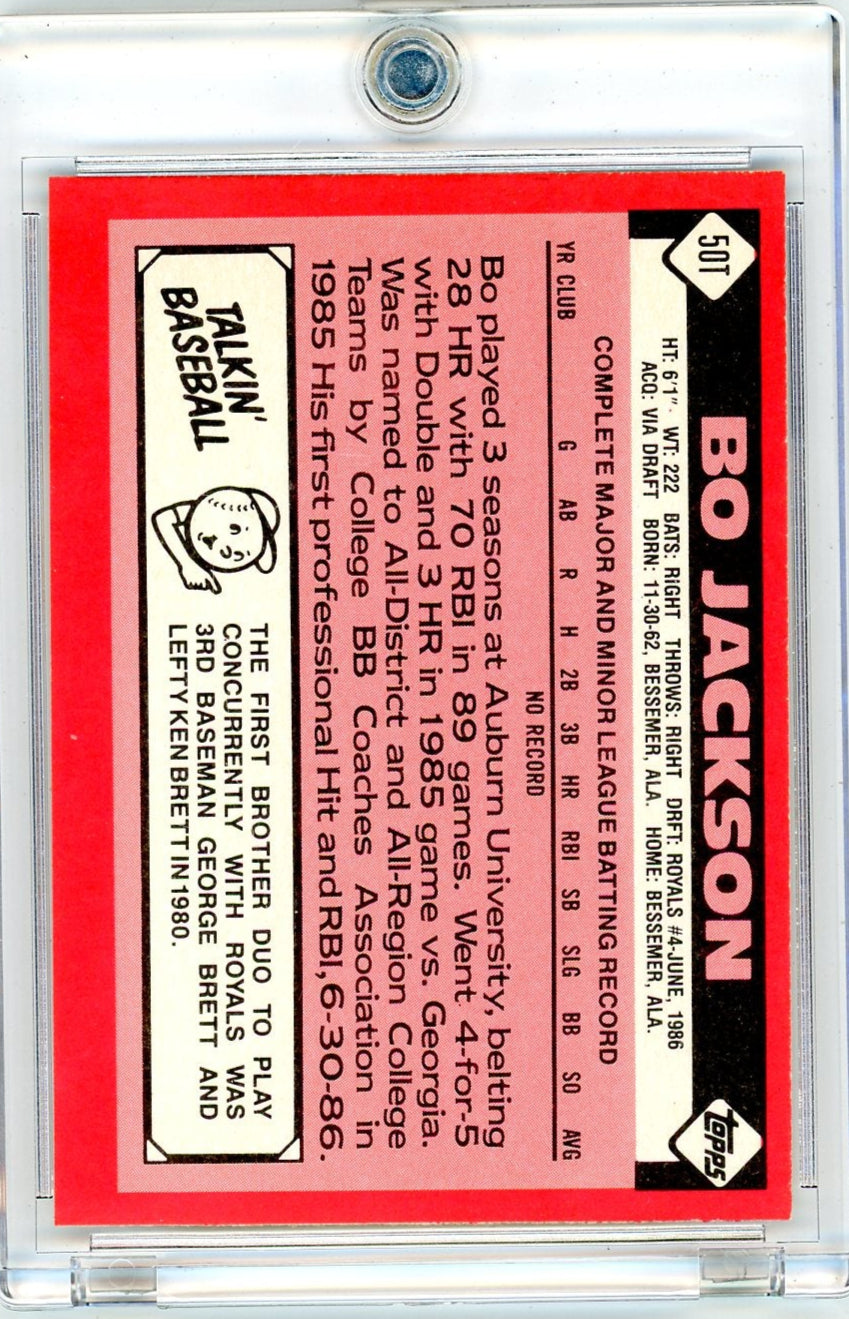 50T
BO JACKSON
topps
HT: 6'1" WT: 222 BATS: RIGHT THROWS: RIGHT DRFT: ROYALS #4-JUNE, 1986
ACQ: VIA DRAFT BORN: 11-30-62, BESSEMER, ALA. HOME: BESSEMER, ALA.
COMPLETE MAJOR AND MINOR LEAGUE BATTING RECORD
YR CLUB G AB R H 2B 3B HR RBI SB SLG BB SO AVG
NO RECORD
Bo played 3 seasons at Auburn University, belting
28 HR with 70 RBI in 89 games. Went 4-for-5
with Double and 3 HR in 1985 game vs. Georgia.
Was named to All-District and All-Region College
Teams by College BB Coaches Association in
1985 His first professional Hit and RBI, 6-30-86.
TALKIN'
BASEBALL
THE FIRST BROTHER DUO TO PLAY
CONCURRENTLY WITH ROYALS WAS
3RD BASEMAN GEORGE BRETT AND
LEFTY KEN BRETT IN 1980.